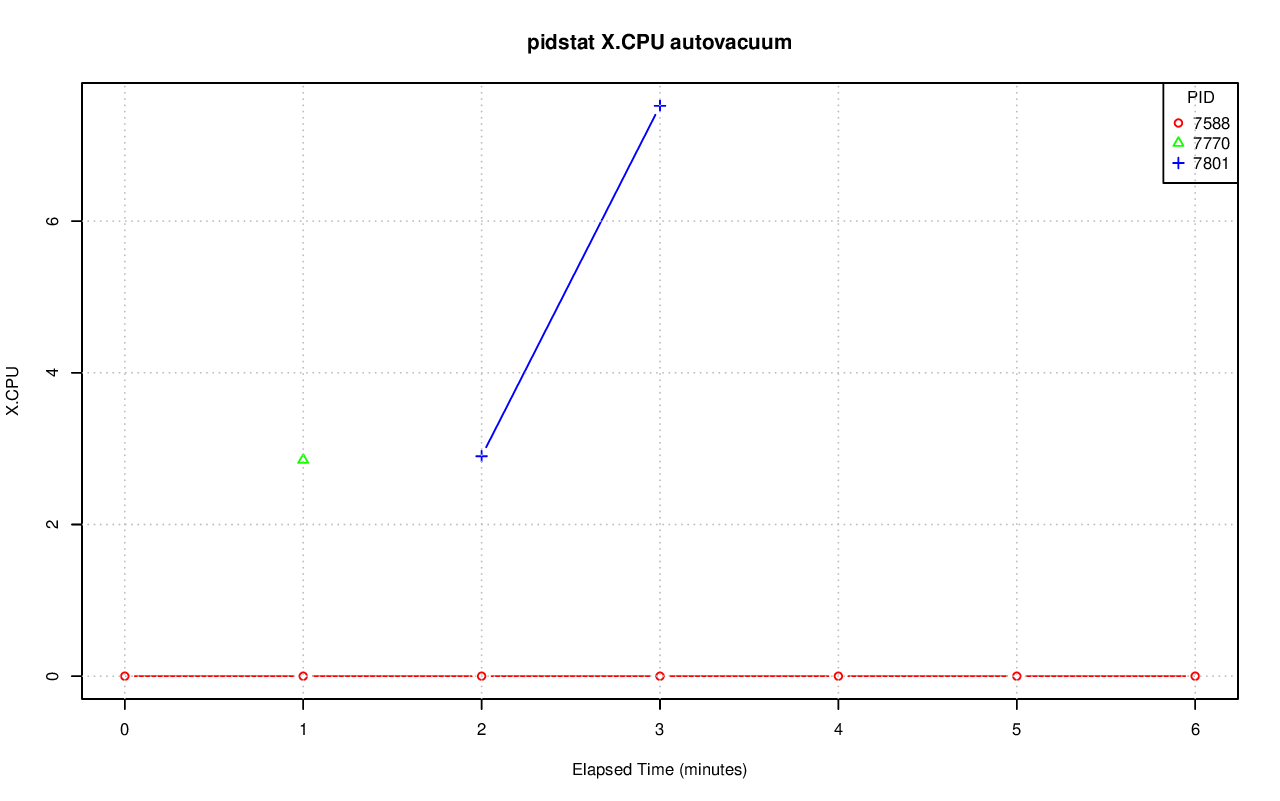 pidstat X.CPU autovacuum
PID
7588
7770
7801
X.CPU
6
4
2
0
0 1 2 3 4 5 6
Elapsed Time (minutes)